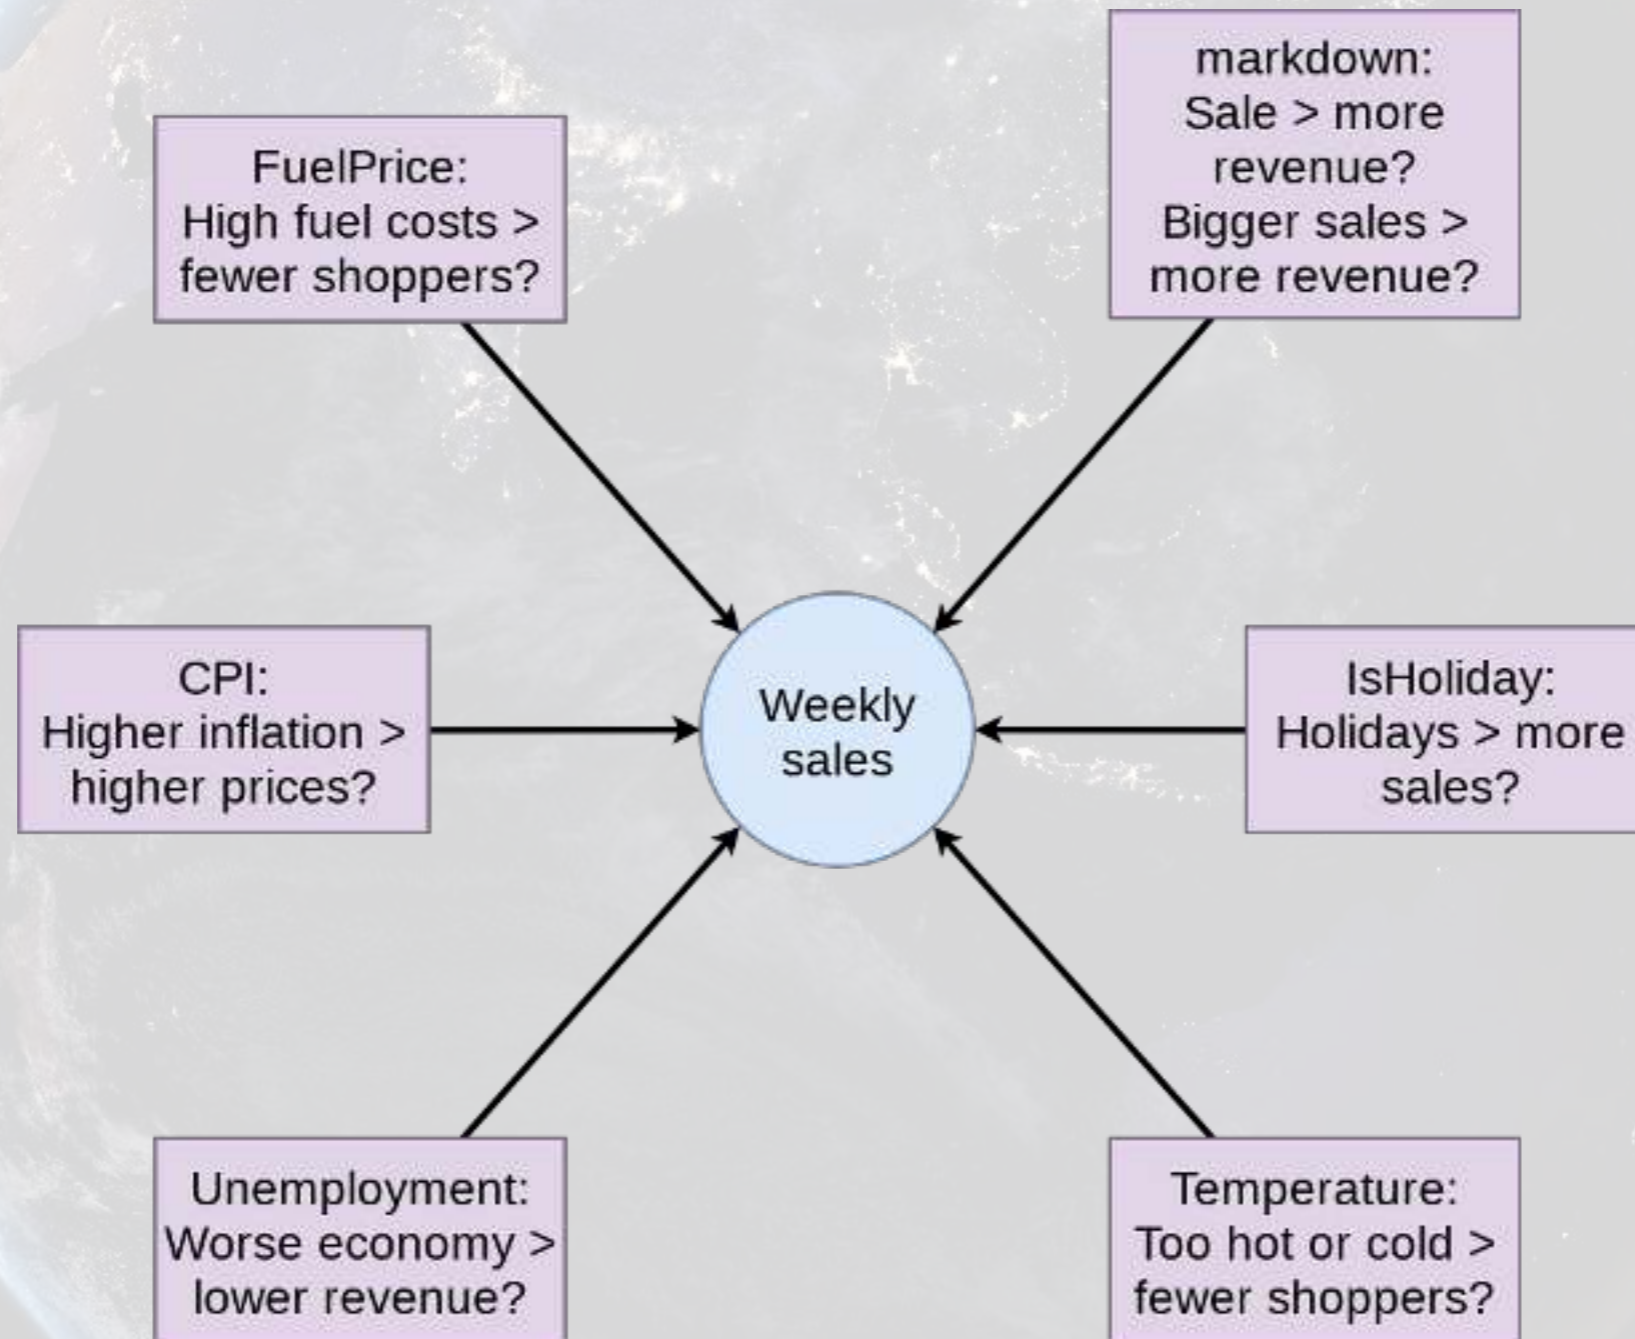 markdown:
Sale > more
revenue?
Bigger sales >
more revenue?
FuelPrice:
High fuel costs >
fewer shoppers?
CPI:
Higher inflation >
higher prices?
Weekly
sales
IsHoliday:
Holidays > more
sales?
Unemployment:
Worse economy >
lower revenue?
Temperature:
Too hot or cold >
fewer shoppers?